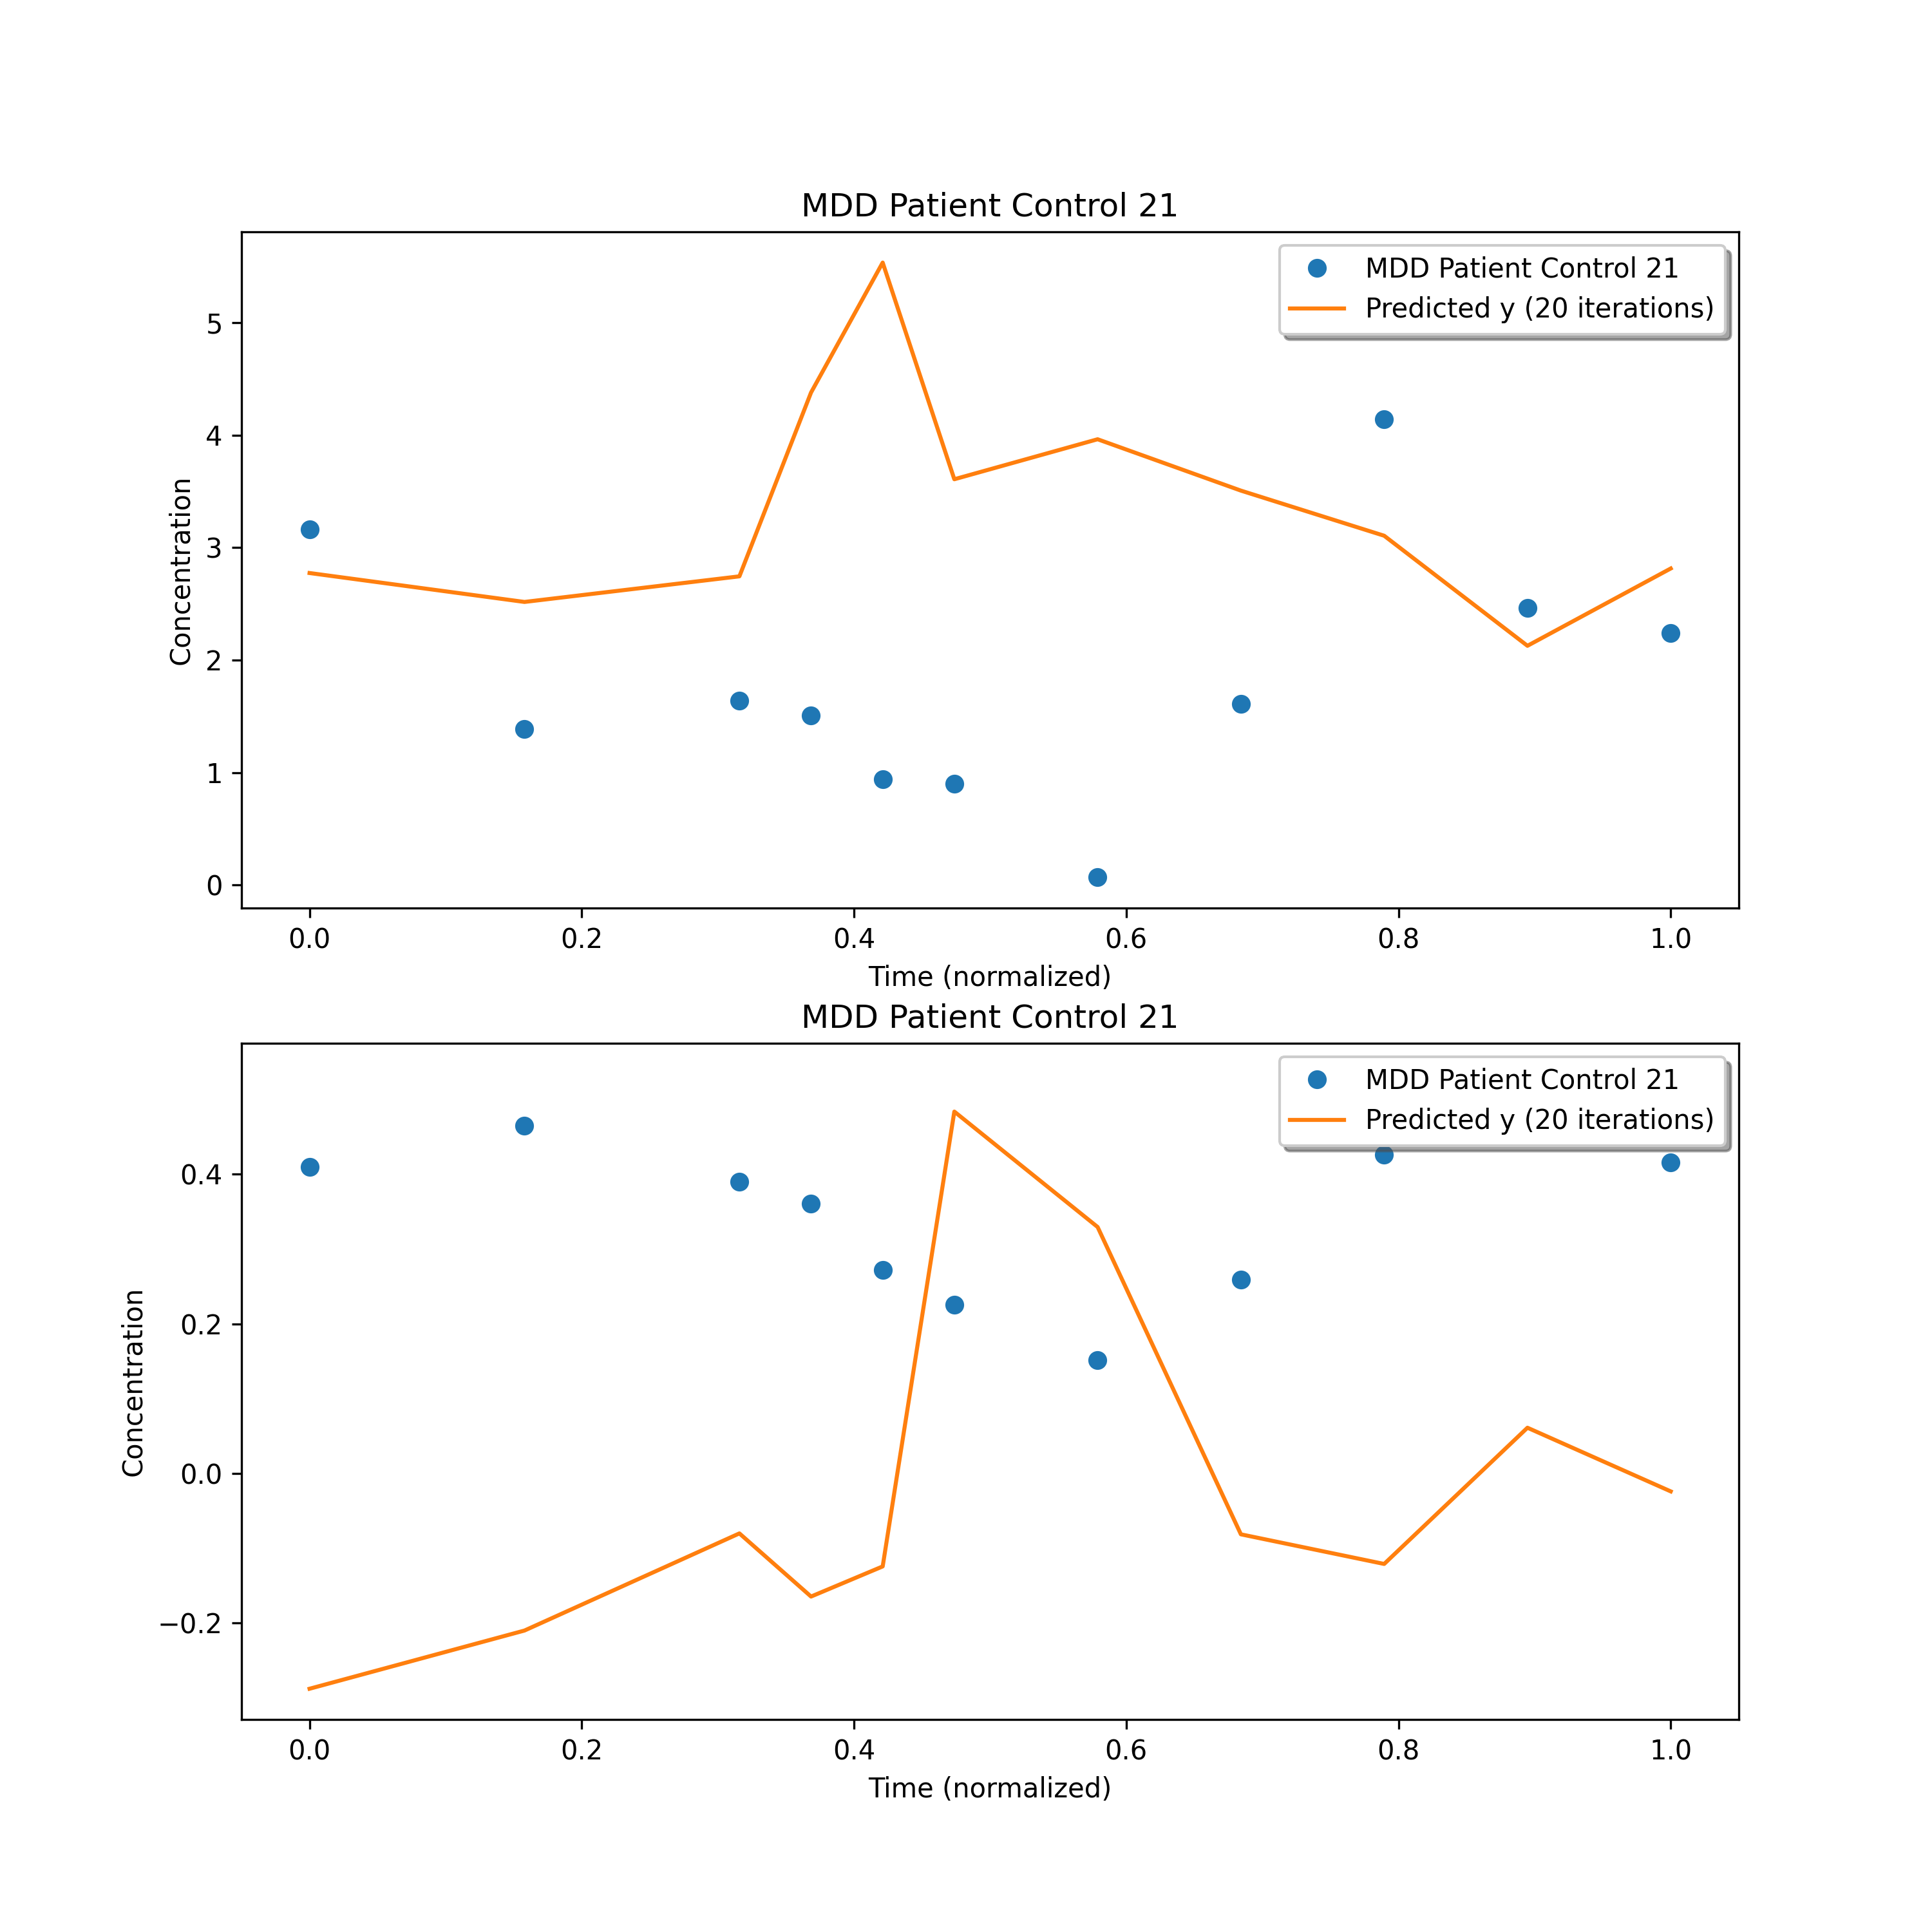 MDD Patient Control 21
MDD Patient Control 21
Predicted y (20 iterations)
5
4
3
2
1
0
Concentration
0.0 0.2 0.4 0.6 0.8 1.0
Time (normalized)
MDD Patient Control 21
MDD Patient Control 21
Predicted y (20 iterations)
0.4
0.2
0.0
−0.2
Concentration
0.0 0.2 0.4 0.6 0.8 1.0
Time (normalized)